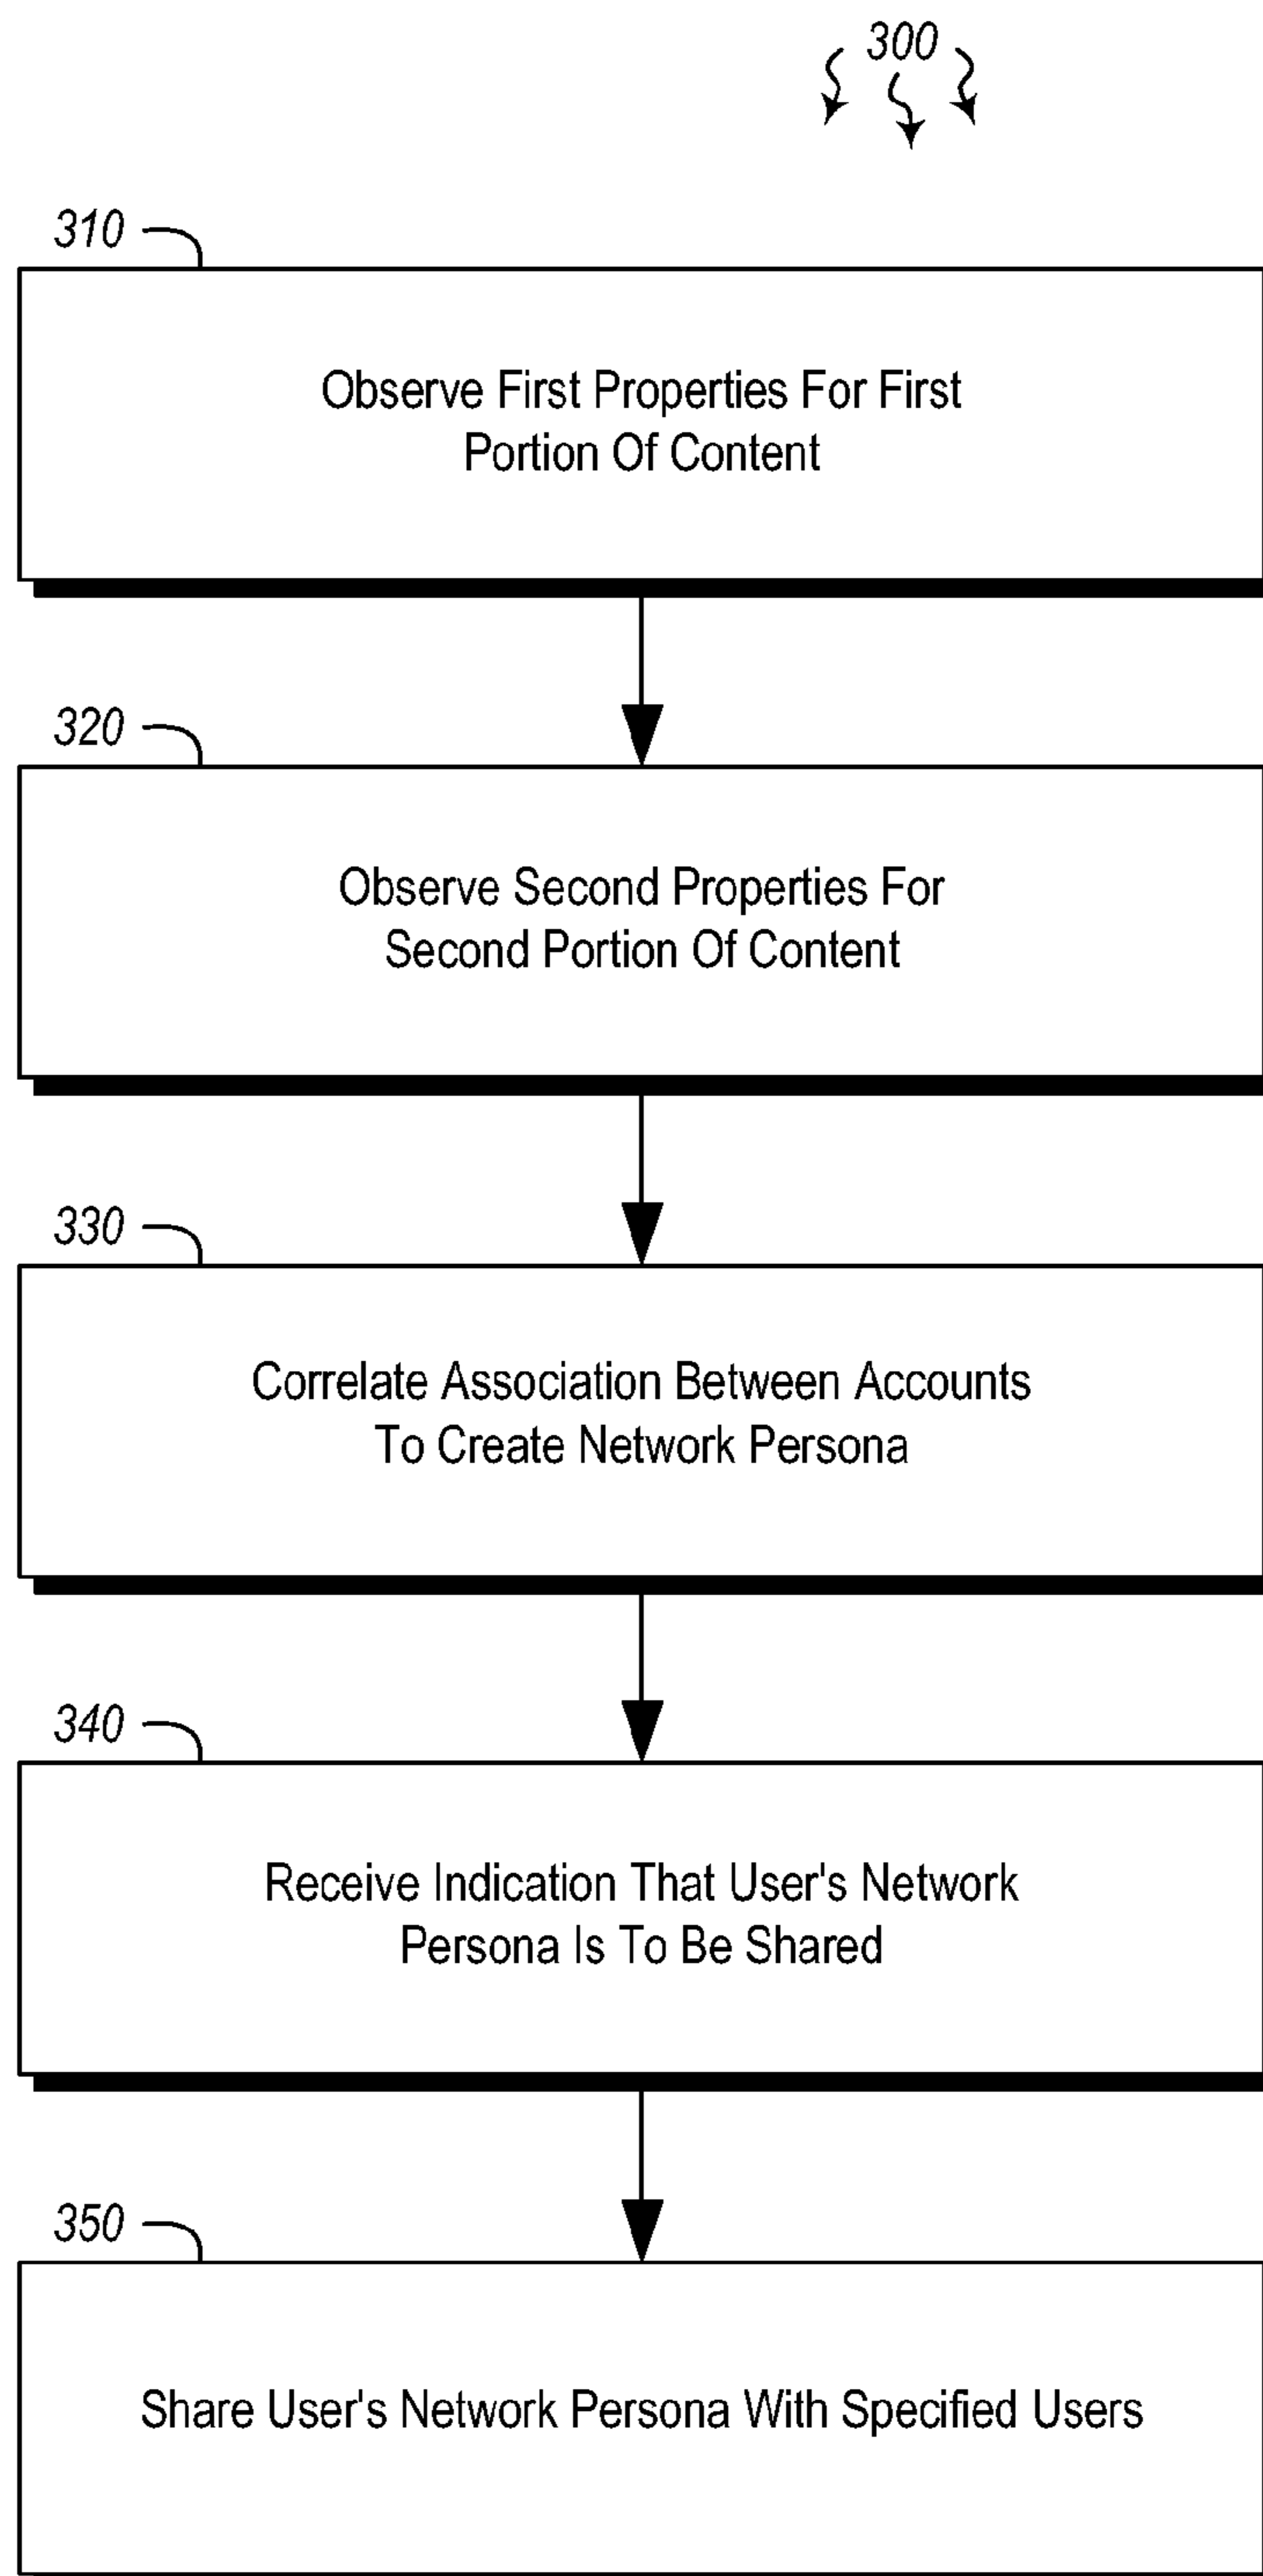 300
310
Observe First Properties For First
Portion Of Content
320
Observe Second Properties For
Second Portion Of Content
330
Correlate Association Between Accounts
To Create Network Persona
340
Receive Indication That User's Network
Persona Is To Be Shared
350
Share User's Network Persona With Specified Users